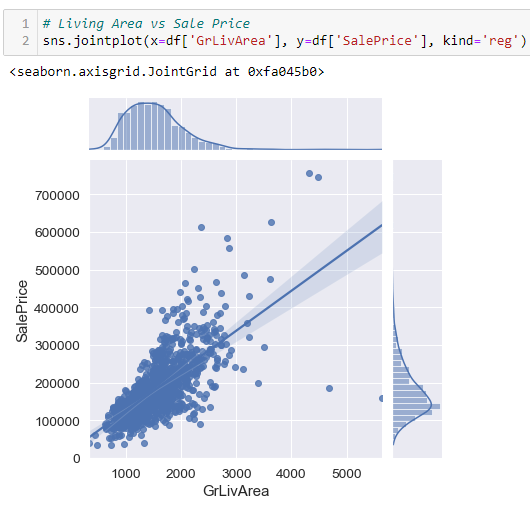 1 # Living Area vs Sale Price
2 sns.jointplot(x=df['GrLivArea'], y=df['SalePrice'], kind='reg')
<seaborn.axisgrid.JointGrid at 0xfa045b0>
700000
600000
500000
400000
300000
200000
100000
0
SalePrice
1000 2000 3000 4000 5000
GrLivArea